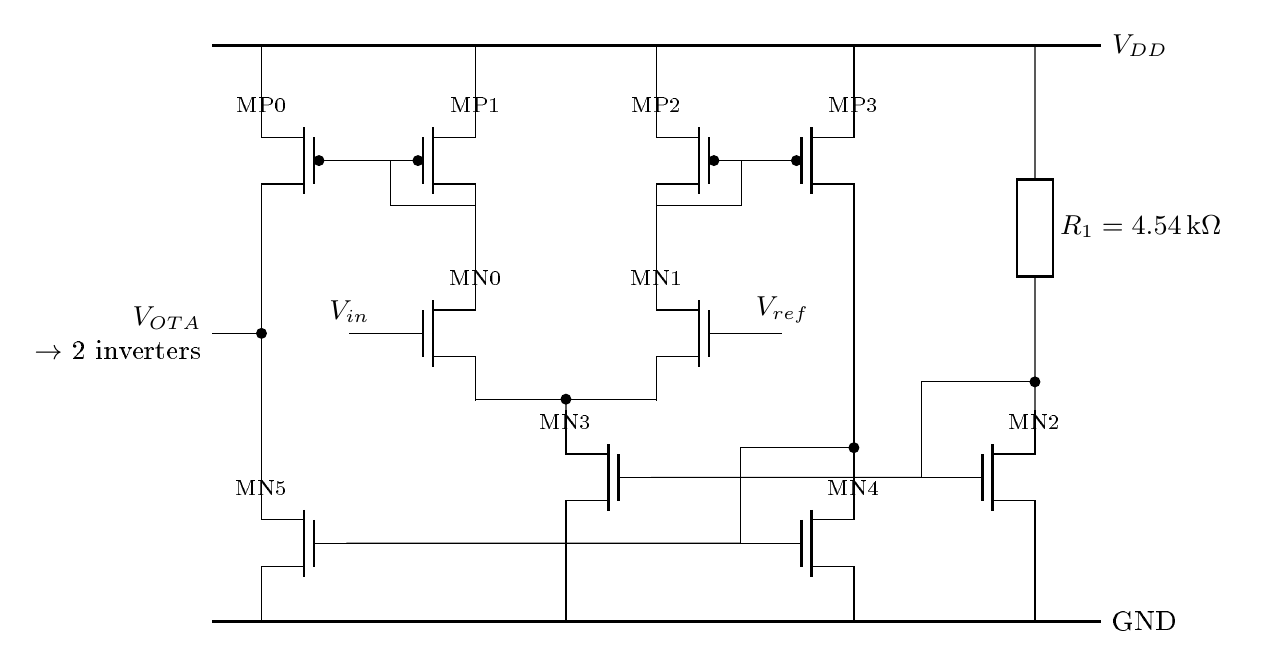 V_DD
MP0
MP1
MP2
MP3
R_1 = 4.54 kΩ
MN0
MN1
V_OTA
→ 2 inverters
V_in
V_ref
MN3
MN2
MN5
MN4
GND